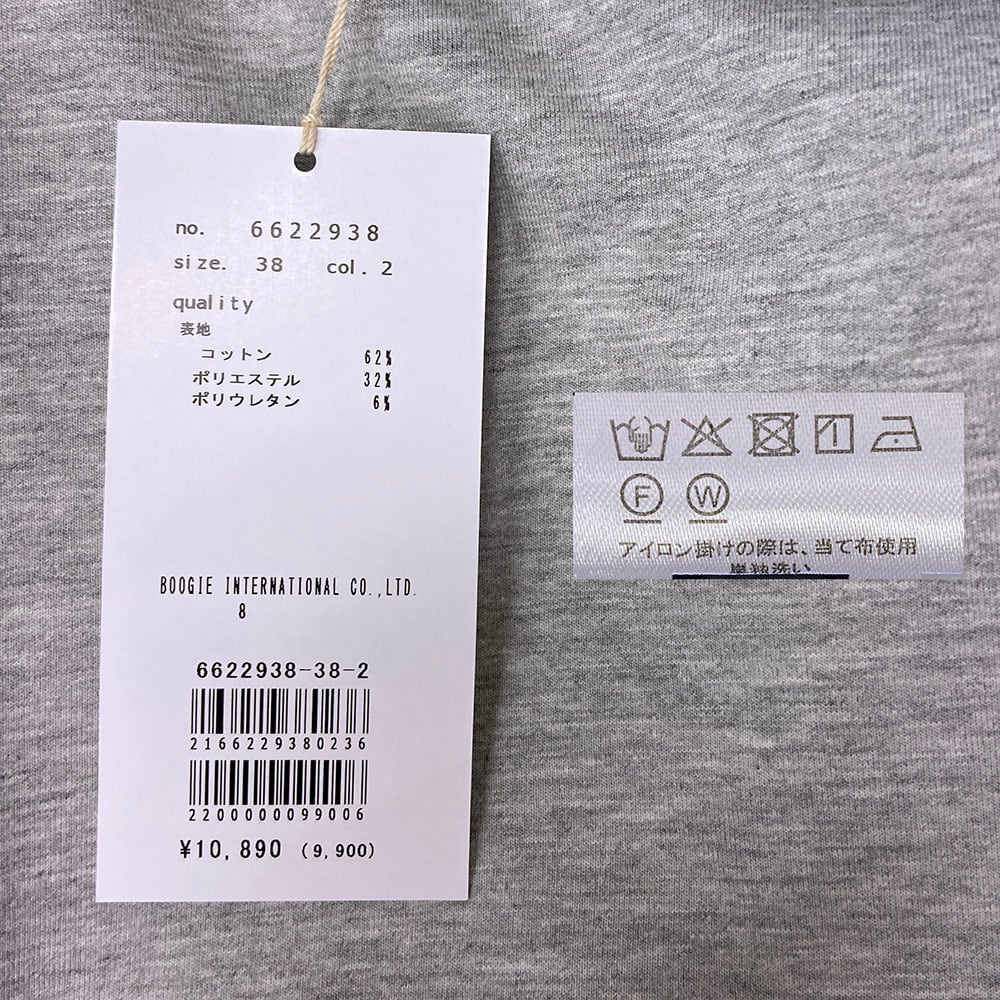 no. 6622938
size. 38 col. 2
quality
表地
コットン 62%
ポリエステル 32%
ポリウレタン 6%
BOOGIE INTERNATIONAL CO.,LTD.
8
6622938-38-2
2166229380236
2200000099006
¥10,890 (9,900)
F W
アイロン掛けの際は、当て布使用